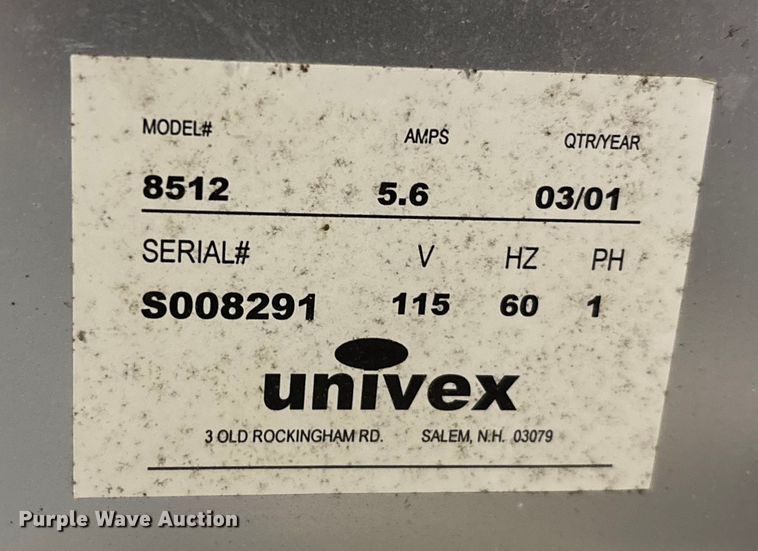 MODEL# AMPS QTR/YEAR
8512 5.6 03/01
SERIAL# V HZ PH
S008291 115 60 1
univex
3 OLD ROCKINGHAM RD. SALEM, N.H. 03079
Purple Wave Auction